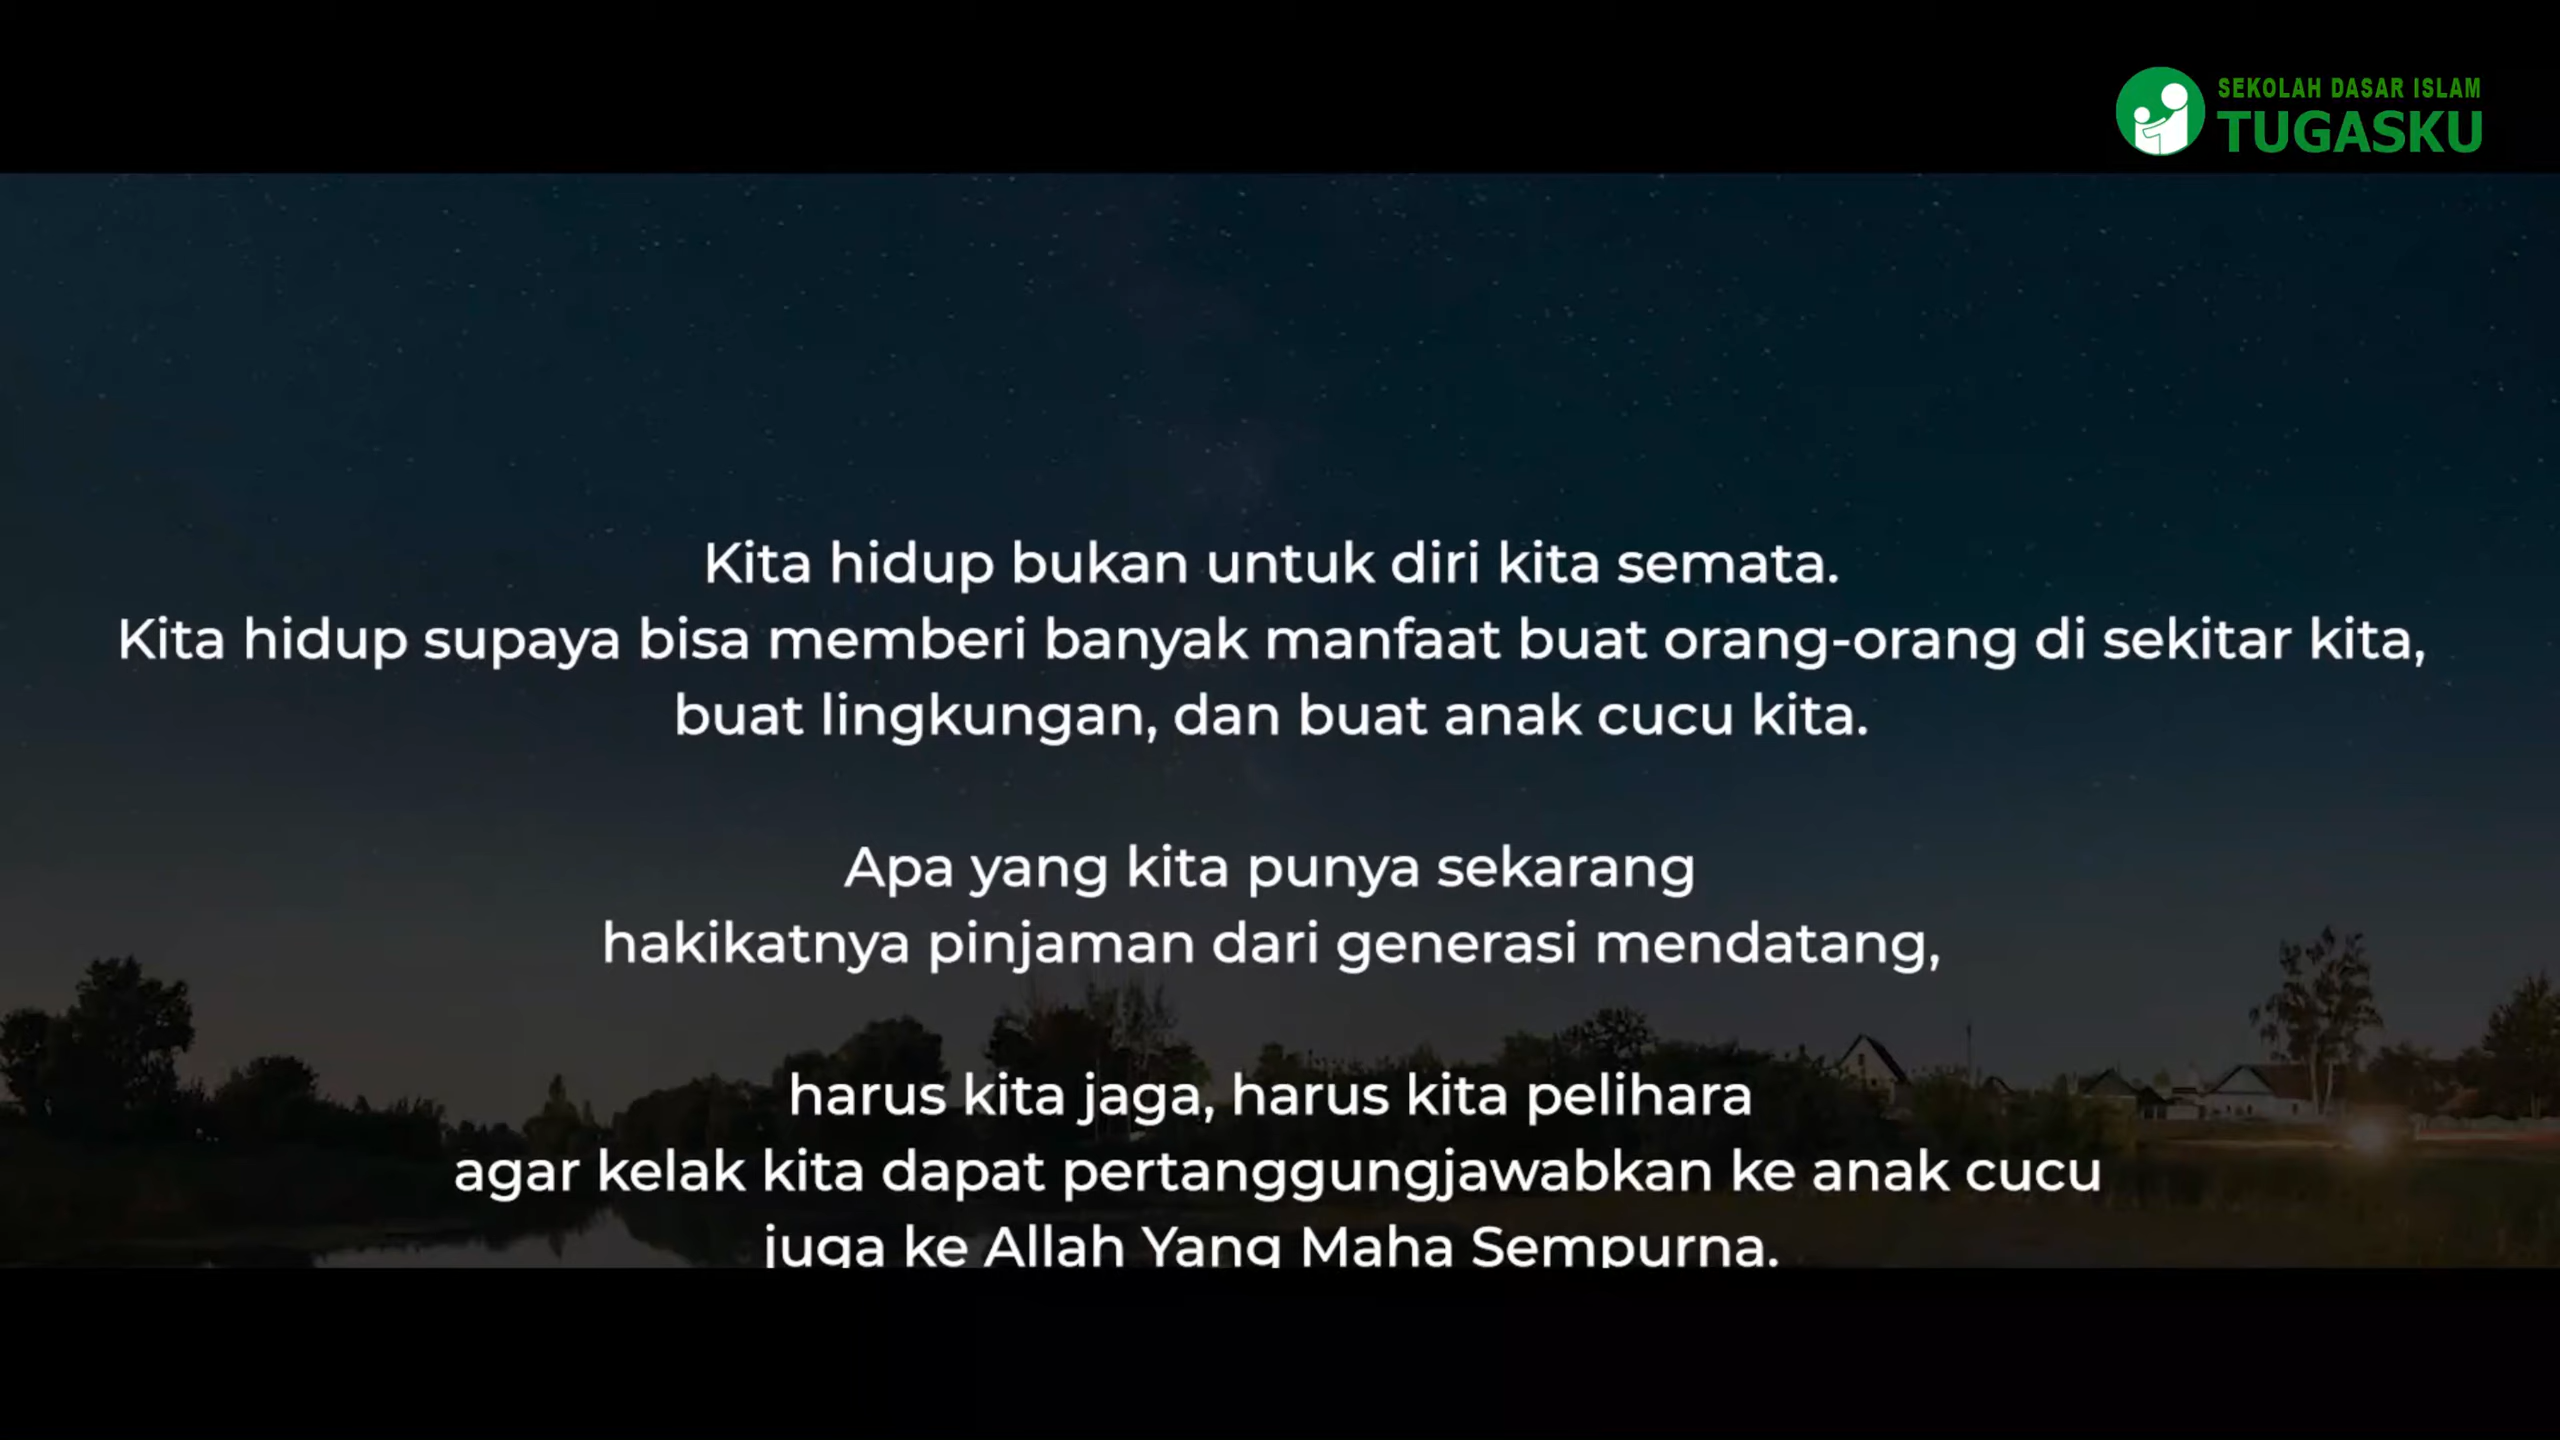 SEKOLAH DASAR ISLAM
TUGASKU
Kita hidup bukan untuk diri kita semata.
Kita hidup supaya bisa memberi banyak manfaat buat orang-orang di sekitar kita,
buat lingkungan, dan buat anak cucu kita.
Apa yang kita punya sekarang
hakikatnya pinjaman dari generasi mendatang,
harus kita jaga, harus kita pelihara
agar kelak kita dapat pertanggungjawabkan ke anak cucu
juga ke Allah Yang Maha Sempurna.